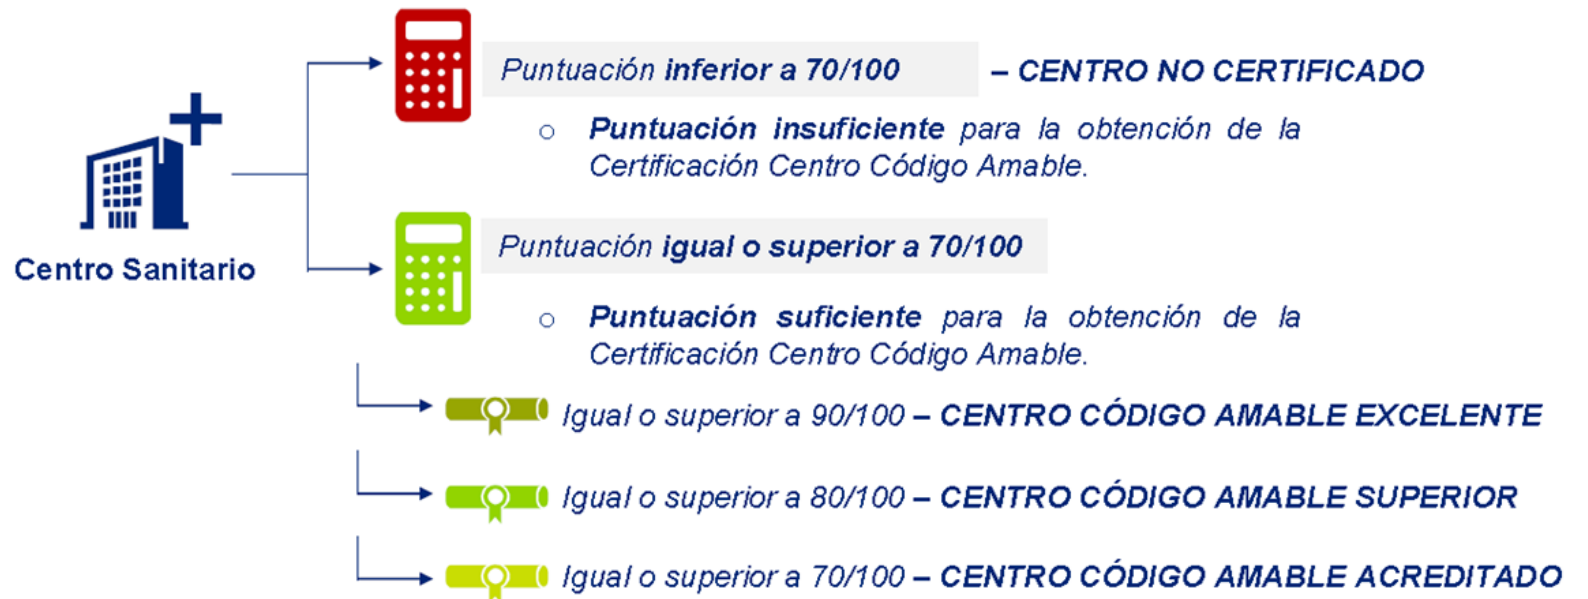 Puntuación inferior a 70/100 – CENTRO NO CERTIFICADO
o Puntuación insuficiente para la obtención de la
Certificación Centro Código Amable.
Centro Sanitario
Puntuación igual o superior a 70/100
o Puntuación suficiente para la obtención de la
Certificación Centro Código Amable.
Igual o superior a 90/100 – CENTRO CÓDIGO AMABLE EXCELENTE
Igual o superior a 80/100 – CENTRO CÓDIGO AMABLE SUPERIOR
Igual o superior a 70/100 – CENTRO CÓDIGO AMABLE ACREDITADO